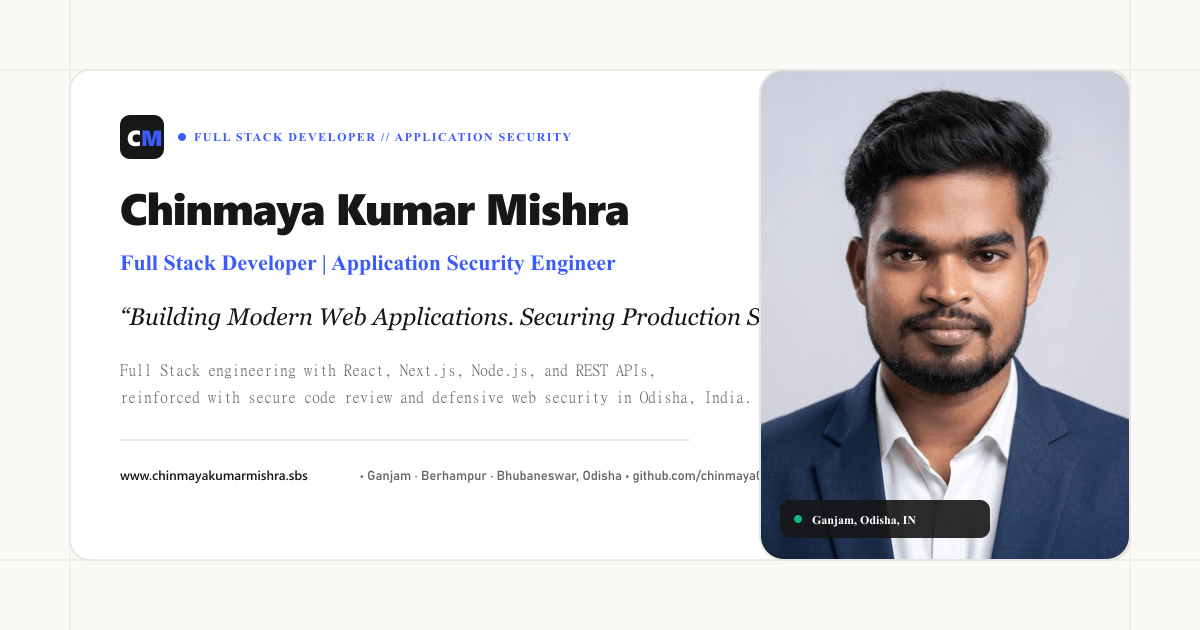 CM
FULL STACK DEVELOPER // APPLICATION SECURITY
Chinmaya Kumar Mishra
Full Stack Developer | Application Security Engineer
“Building Modern Web Applications. Securing Production
Full Stack engineering with React, Next.js, Node.js, and REST APIs,
reinforced with secure code review and defensive web security in Odisha, India.
www.chinmayakumarmishra.sbs
• Ganjam · Berhampur · Bhubaneswar, Odisha • github.com/chinmaya
Ganjam, Odisha, IN